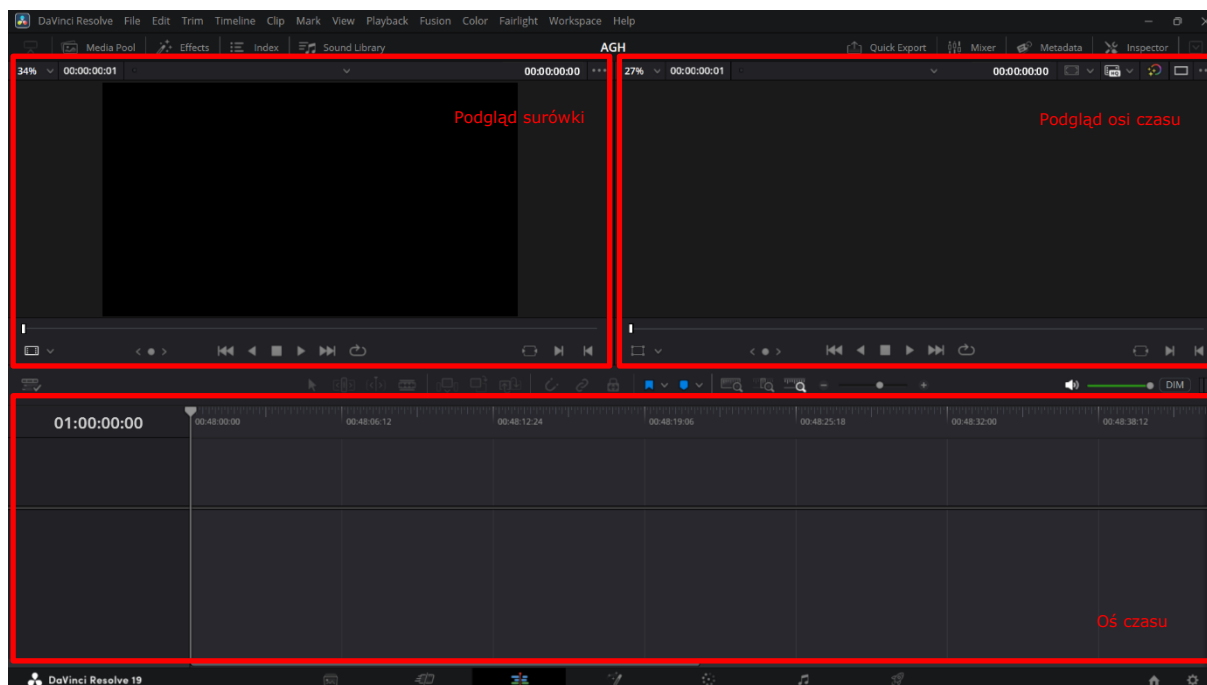 DaVinci Resolve File Edit Trim Timeline Clip Mark View Playback Fusion Color Fairlight Workspace Help
Media Pool Effects Index Sound Library AGH Quick Export Mixer Metadata Inspector
34% 00:00:00:01 00:00:00:00 27% 00:00:00:01 00:00:00:00
Podgląd surówki Podgląd osi czasu
DIM
01:00:00:00 00:48:00:00 00:48:06:12 00:48:12:24 00:48:19:06 00:48:25:18 00:48:32:00 00:48:38:12
Oś czasu
DaVinci Resolve 19